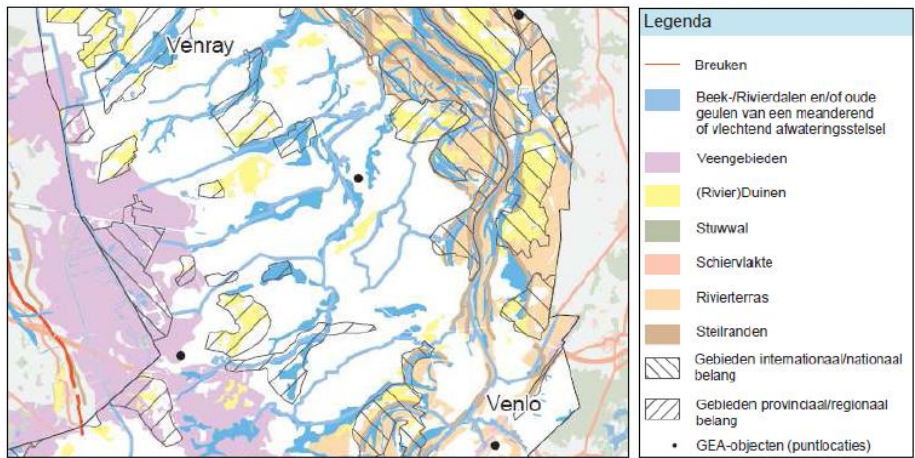 Venray
Venlo
Legenda
Breuken
Beek-/Rivierdalen en/of oude
geulen van een meanderend
of vlechtend afwateringsstelsel
Veengebieden
(Rivier)Duinen
Stuwwal
Schiervlakte
Rivierterras
Steilranden
Gebieden internationaal/nationaal
belang
Gebieden provinciaal/regionaal
belang
GEA-objecten (puntlocaties)